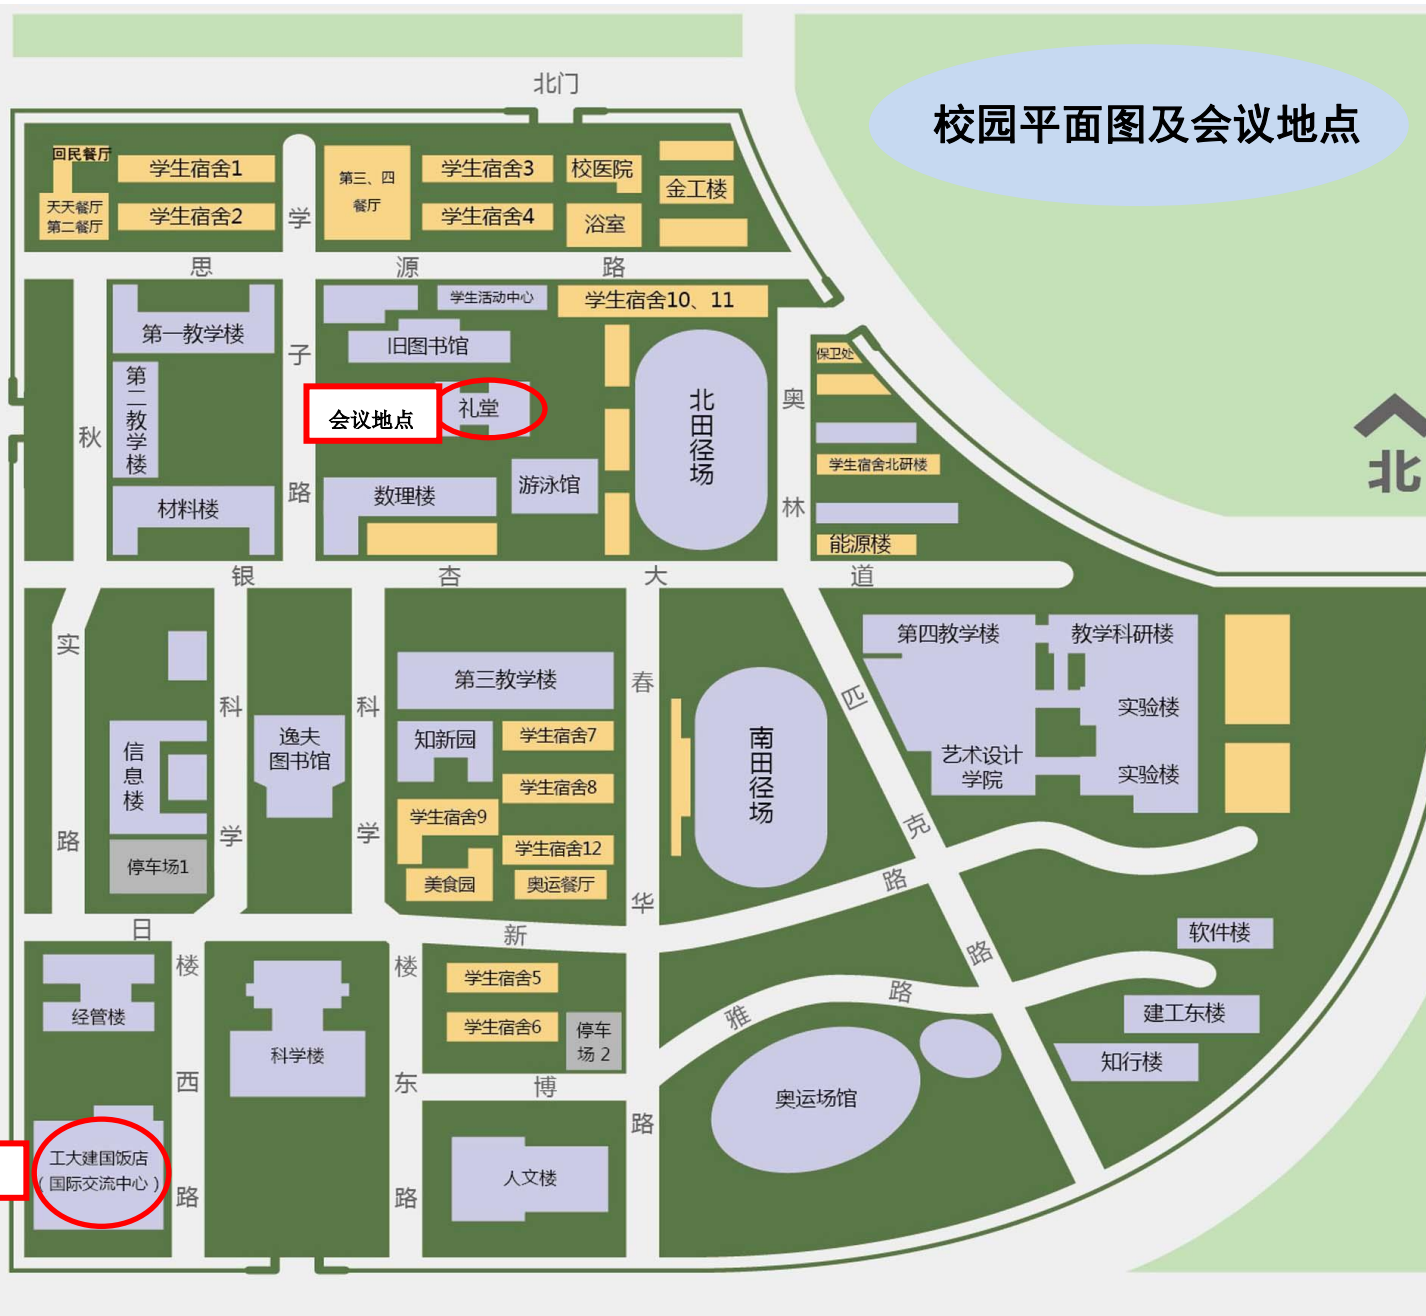 北门
校园平面图及会议地点
回民餐厅
学生宿舍1
第三、四
餐厅
学生宿舍3
校医院
金工楼
天天餐厅
第二餐厅
学生宿舍2
学生宿舍4
浴室
思源路
学子路
第一教学楼
学生活动中心
学生宿舍10、11
旧图书馆
保卫处
第二教学楼
会议地点
礼堂
北田径场
奥林
北
秋实路
学生宿舍北研楼
材料楼
数理楼
游泳馆
能源楼
银杏大道
第四教学楼
教学科研楼
第三教学楼
春华路
匹克路
实验楼
科学
科学
信息楼
逸夫
图书馆
知新园
学生宿舍7
南田径场
艺术设计
学院
实验楼
学生宿舍8
学生宿舍9
停车场1
学生宿舍12
美食园
奥运餐厅
日新路
软件楼
楼西路
楼东路
学生宿舍5
雅路
经管楼
科学楼
学生宿舍6
停车
场 2
建工东楼
知行楼
博
奥运场馆
工大建国饭店
（国际交流中心）
人文楼